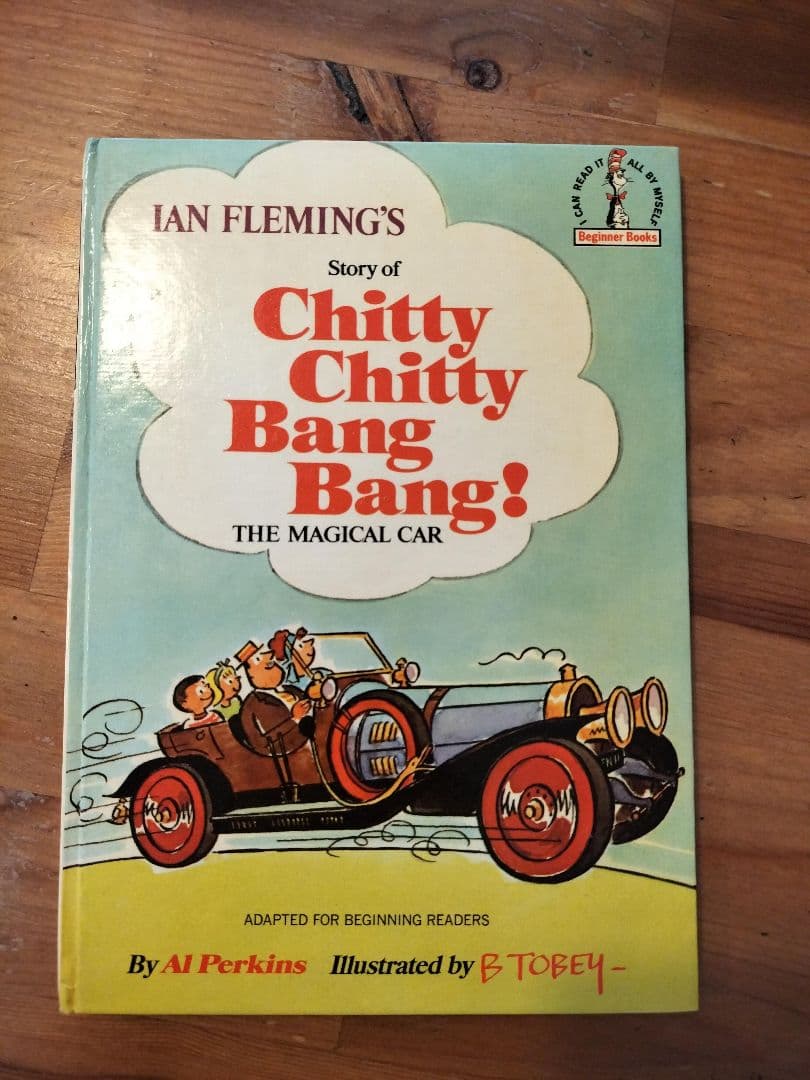 IAN FLEMING'S
Story of
Chitty
Chitty
Bang
Bang!
THE MAGICAL CAR
I CAN READ IT ALL BY MYSELF
Beginner Books
ADAPTED FOR BEGINNING READERS
By Al Perkins Illustrated by B TOBEY-